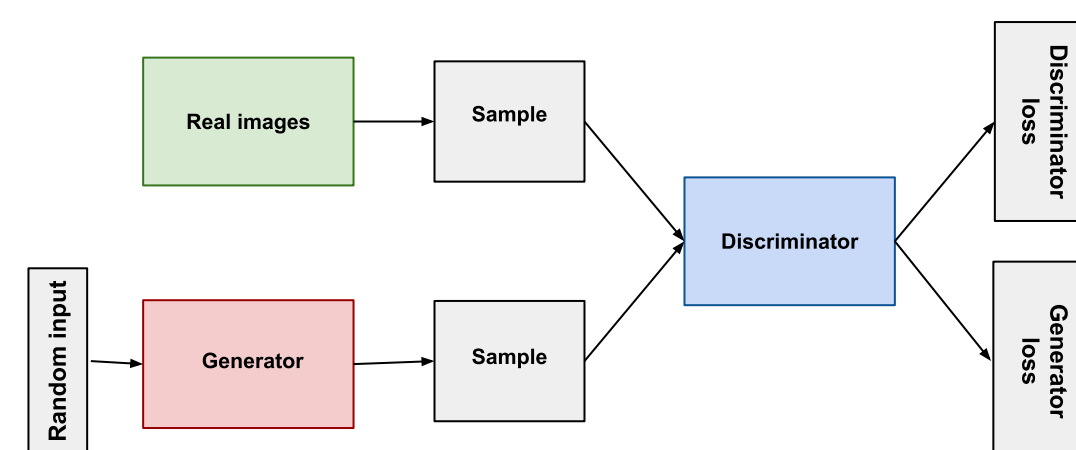 Real images
Sample
Discriminator
loss
Discriminator
Random input
Generator
Sample
Generator
loss